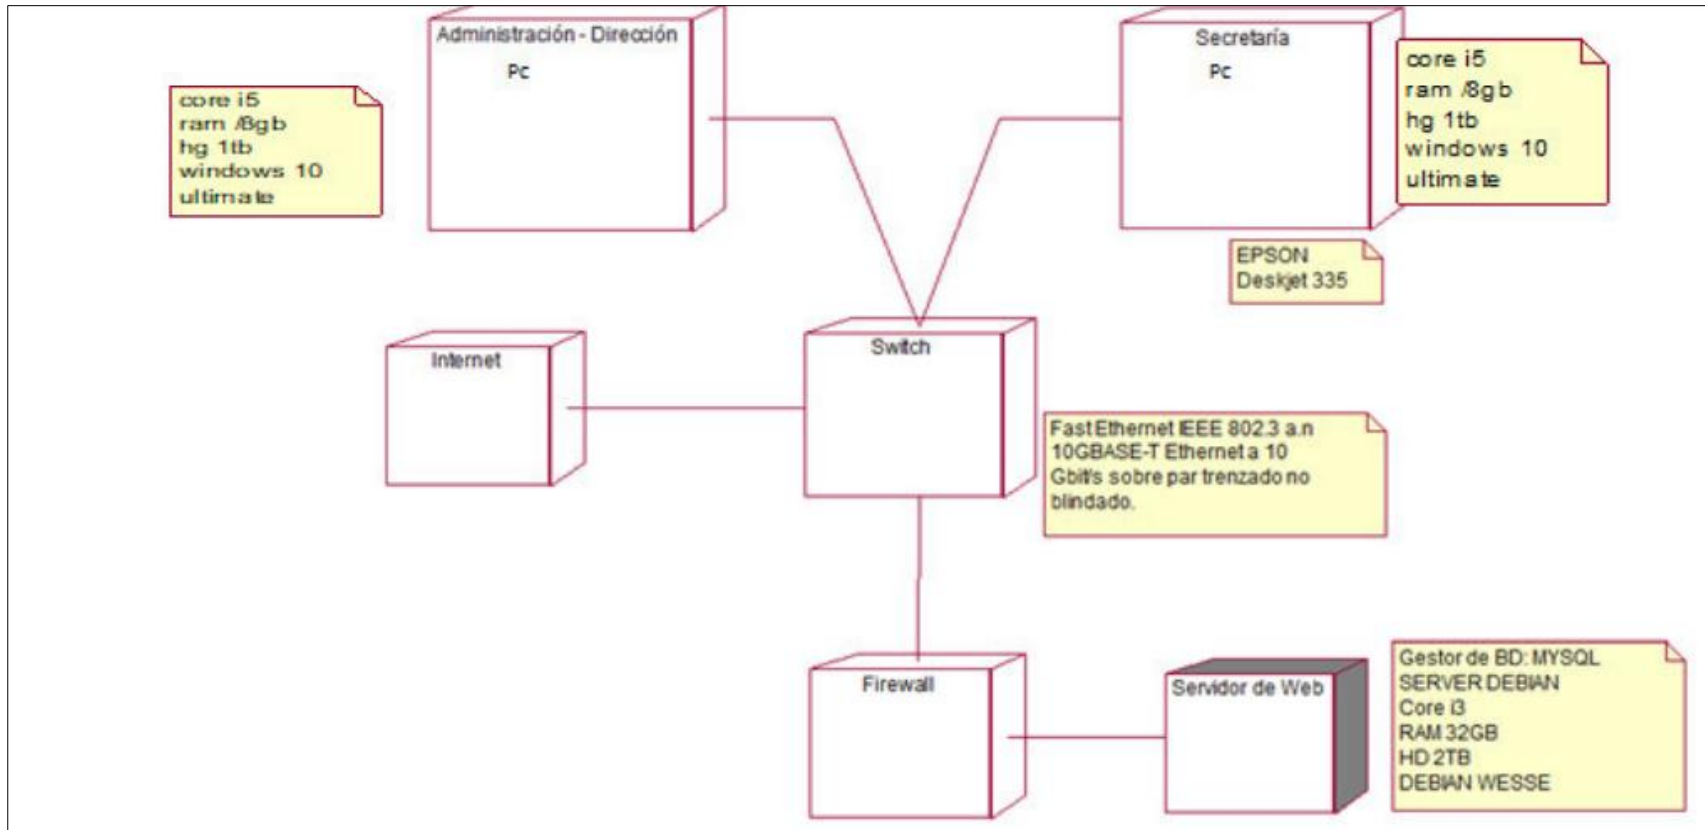 Administración - Dirección
Pc
core i5
ram /8gb
hg 1tb
windows 10
ultimate
Secretaría
Pc
core i5
ram /8gb
hg 1tb
windows 10
ultimate
EPSON
Deskjet 335
Internet
Switch
Fast Ethernet IEEE 802.3 a.n
10GBASE-T Ethernet a 10
Gbit/s sobre par trenzado no
blindado.
Firewall
Servidor de Web
Gestor de BD: MYSQL
SERVER DEBIAN
Core i3
RAM 32GB
HD 2TB
DEBIAN WESSE